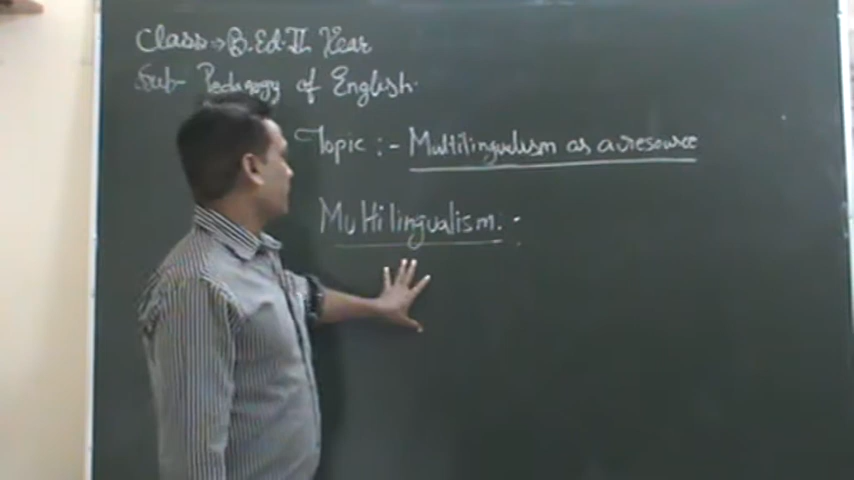 Class → B.Ed. II Year
Sub- Pedagogy of English.
Topic :- Multilingualism as a resource
Multilingualism :-